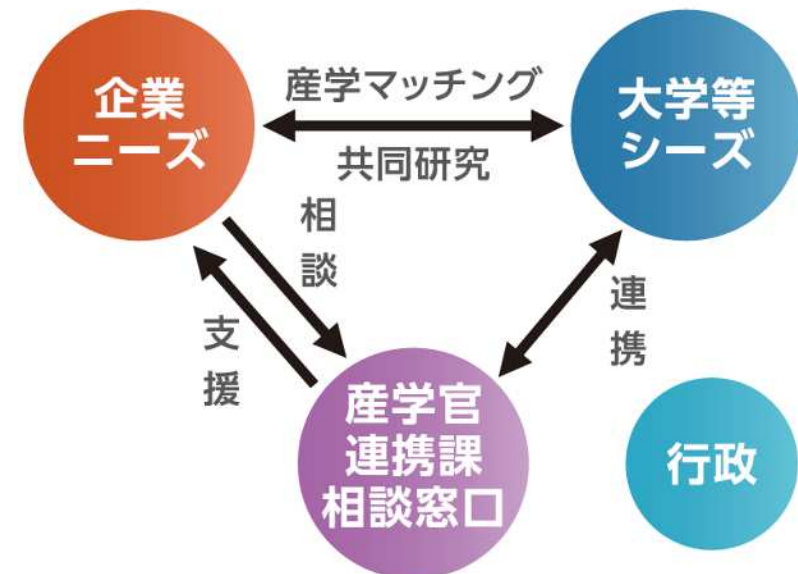 企業
ニーズ
産学マッチング
共同研究
大学等
シーズ
相談
支援
連携
産学官
連携課
相談窓口
行政